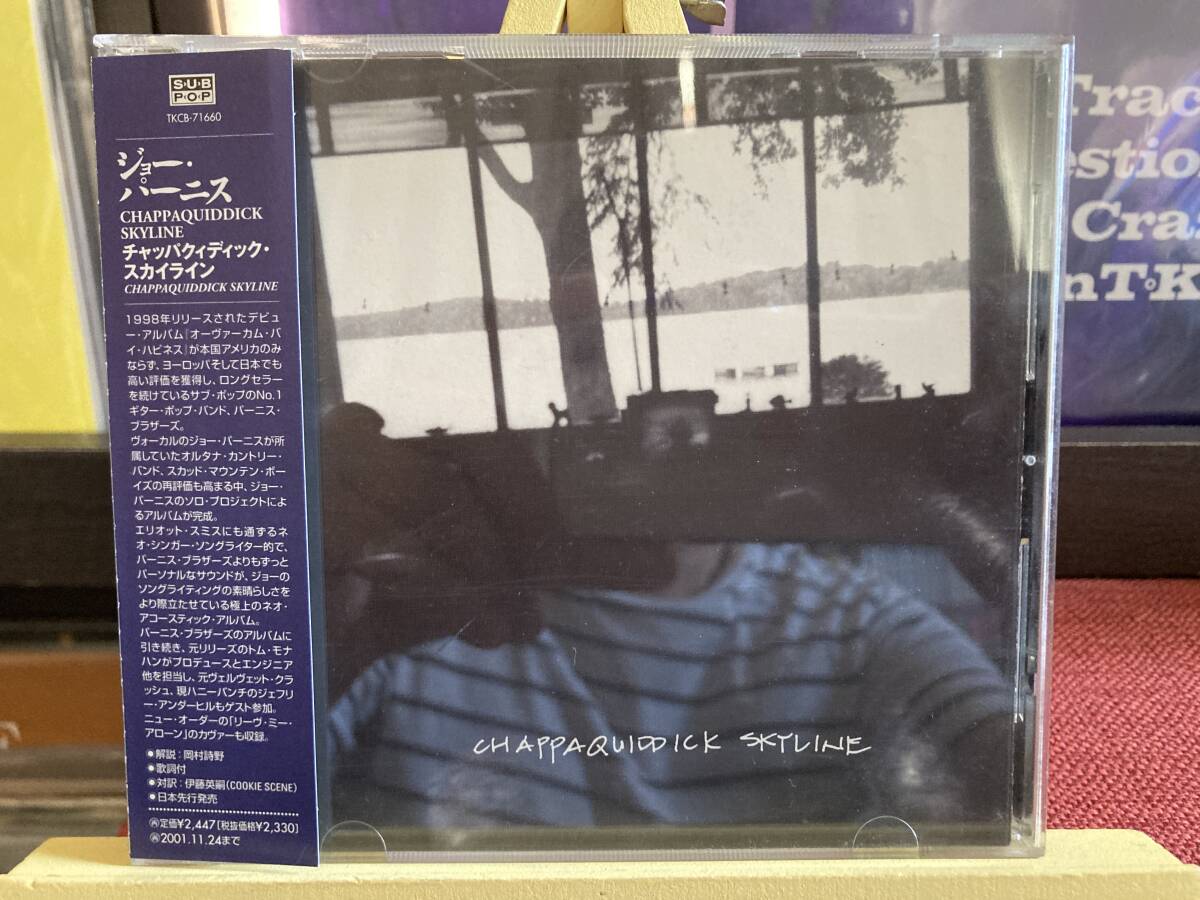 SUB
POP
TKCB-71660
ジョー・
パーニス
CHAPPAQUIDDICK
SKYLINE
チャッパクィディック・
スカイライン
CHAPPAQUIDDICK SKYLINE
1998年リリースされたデビュ
ー・アルバム『オーヴァーカム・バ
イ・ハピネス』が本国アメリカのみ
ならず、ヨーロッパそして日本でも
高い評価を獲得し、ロングセラー
を続けているサブ・ポップのNo.1
ギター・ポップ・バンド、パーニス・
ブラザーズ。
ヴォーカルのジョー・パーニスが所
属していたオルタナ・カントリー・
バンド、スカッド・マウンテン・ボー
イズの再評価も高まる中、ジョー・
パーニスのソロ・プロジェクトによ
るアルバムが完成。
エリオット・スミスにも通ずるネ
オ・シンガー・ソングライター的で、
パーニス・ブラザーズよりもずっと
パーソナルなサウンドが、ジョーの
ソングライティングの素晴らしさを
より際立たせている極上のネオ・
アコースティック・アルバム。
パーニス・ブラザーズのアルバムに
引き続き、元リリーズのトム・モナ
ハンがプロデュースとエンジニア
他を担当し、元ヴェルヴェット・クラ
ッシュ、現ハニーバンチのジェフリ
ー・アンダーヒルもゲスト参加。
ニュー・オーダーの「リーヴ・ミー・
アローン」のカヴァーも収録。
●解説：岡村詩野
●歌詞付
●対訳：伊藤英嗣(COOKIE SCENE)
●日本先行発売
㊢定価¥2,447[税抜価格¥2,330]
㊢2001.11.24まで
CHAPPAQUIDDICK SKYLINE
Trac
estion
Cra
nT.K